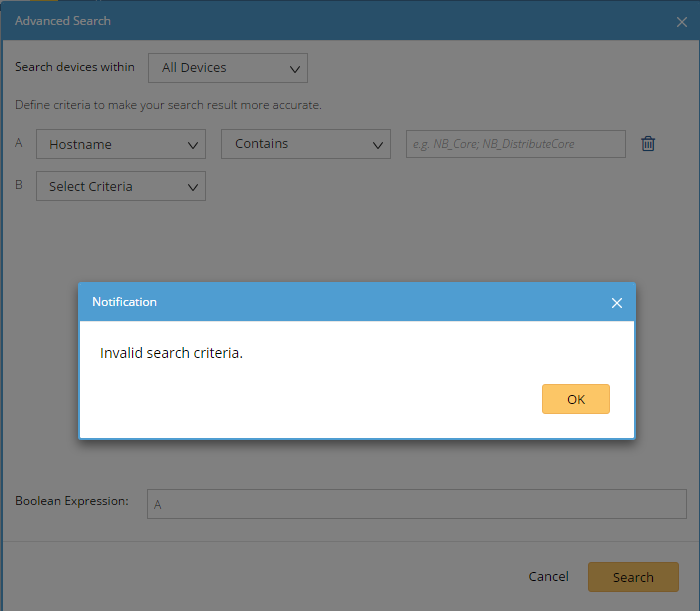 Advanced Search
Search devices within All Devices
Define criteria to make your search result more accurate.
A Hostname Contains e.g. NB_Core; NB_DistributeCore
B Select Criteria
Notification
Invalid search criteria.
OK
Boolean Expression: A
Cancel Search